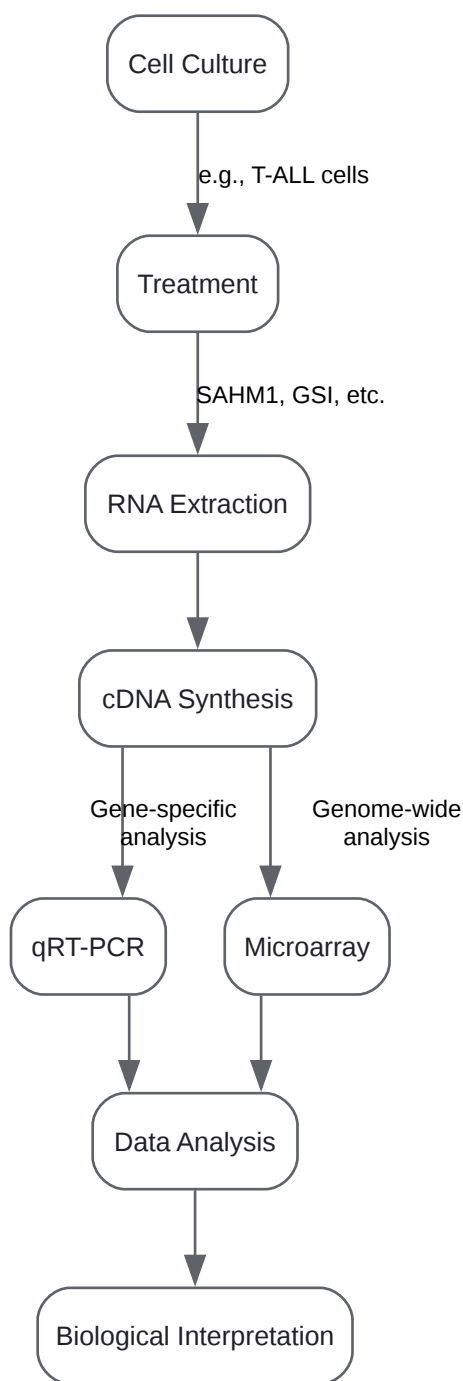 Cell Culture
e.g., T-ALL cells
Treatment
SAHM1, GSI, etc.
RNA Extraction
cDNA Synthesis
Gene-specific
analysis
Genome-wide
analysis
qRT-PCR
Microarray
Data Analysis
Biological Interpretation